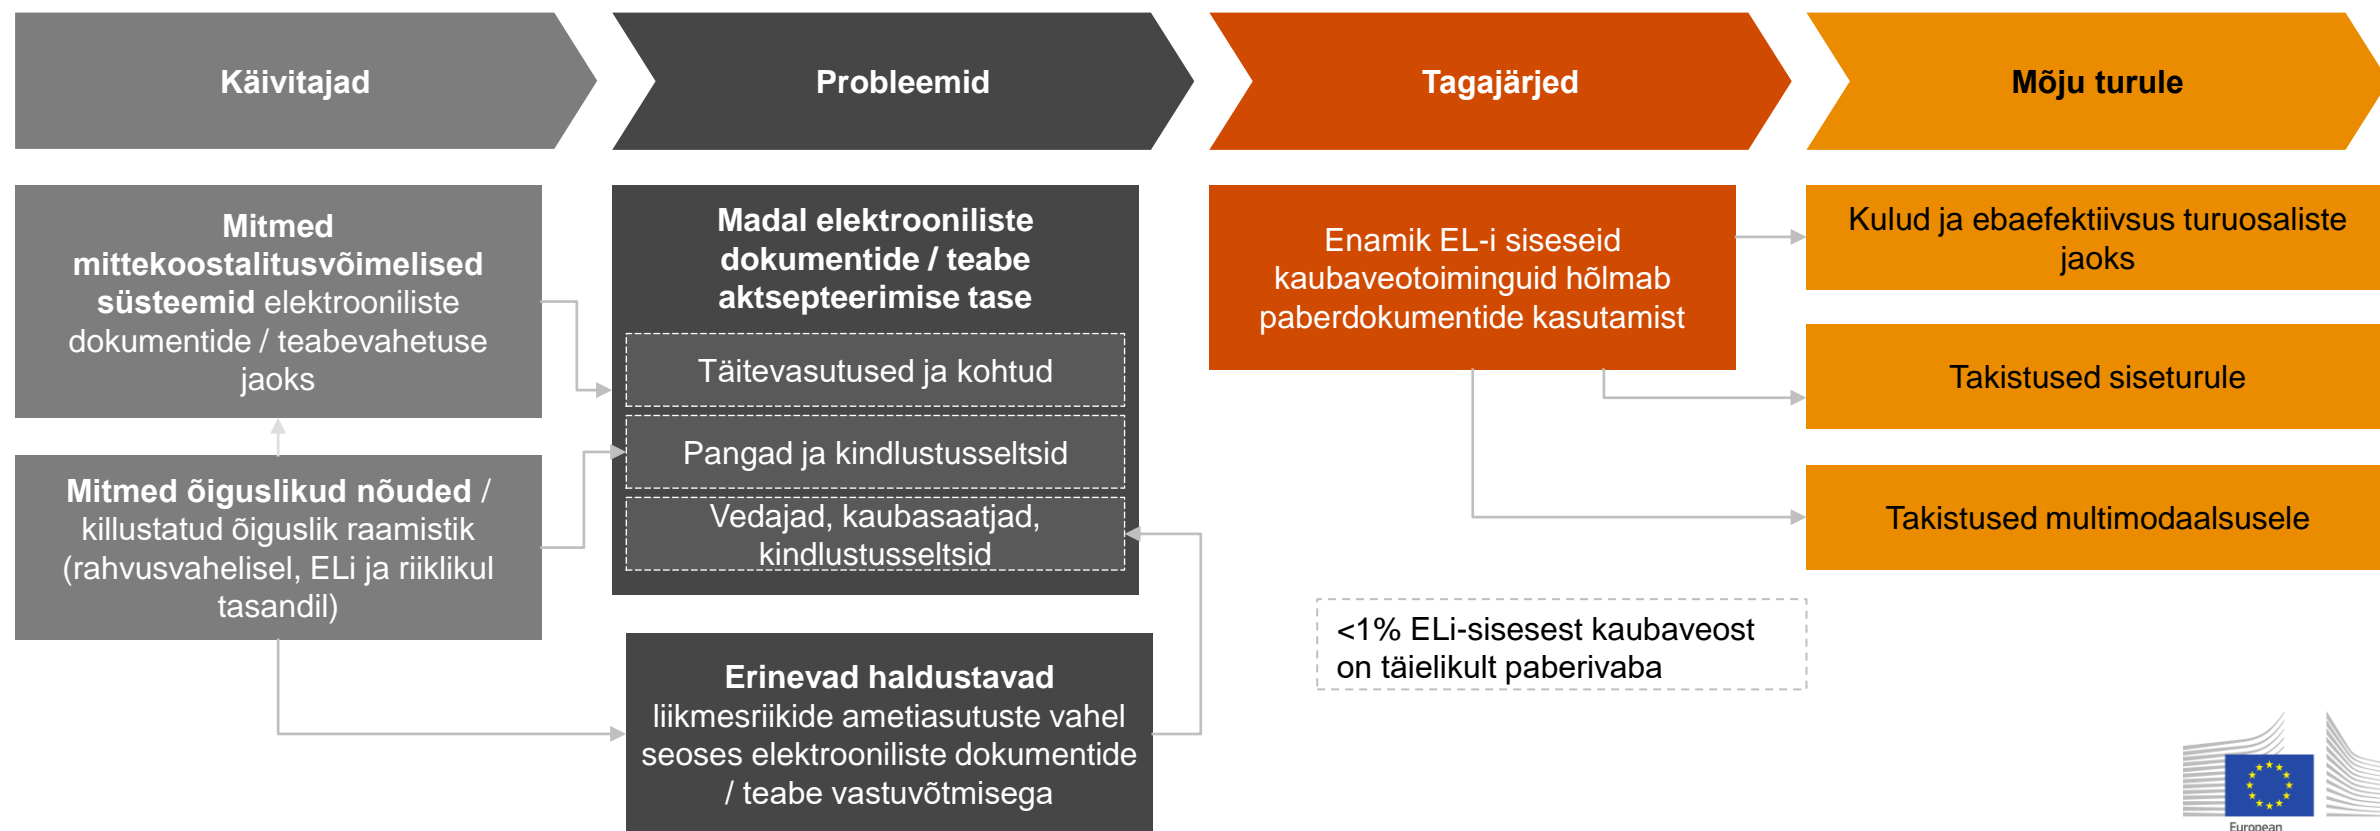 Käivitajad
Probleemid
Tagajärjed
Mõju turule
Mitmed
mittekoostalitusvõimelised
süsteemid elektrooniliste
dokumentide / teabevahetuse
jaoks
Mitmed õiguslikud nõuded /
killustatud õiguslik raamistik
(rahvusvahelisel, ELi ja riiklikul
tasandil)
Madal elektrooniliste
dokumentide / teabe
aktsepteerimise tase
Täitevasutused ja kohtud
Pangad ja kindlustusseltsid
Vedajad, kaubasaatjad,
kindlustusseltsid
Erinevad haldustavad
liikmesriikide ametiasutuste vahel
seoses elektrooniliste dokumentide
/ teabe vastuvõtmisega
Enamik EL-i siseseid
kaubaveotoiminguid hõlmab
paberdokumentide kasutamist
<1% ELi-sisesest kaubaveost
on täielikult paberivaba
Kulud ja ebaefektiivsus turuosaliste
jaoks
Takistused siseturule
Takistused multimodaalsusele
European